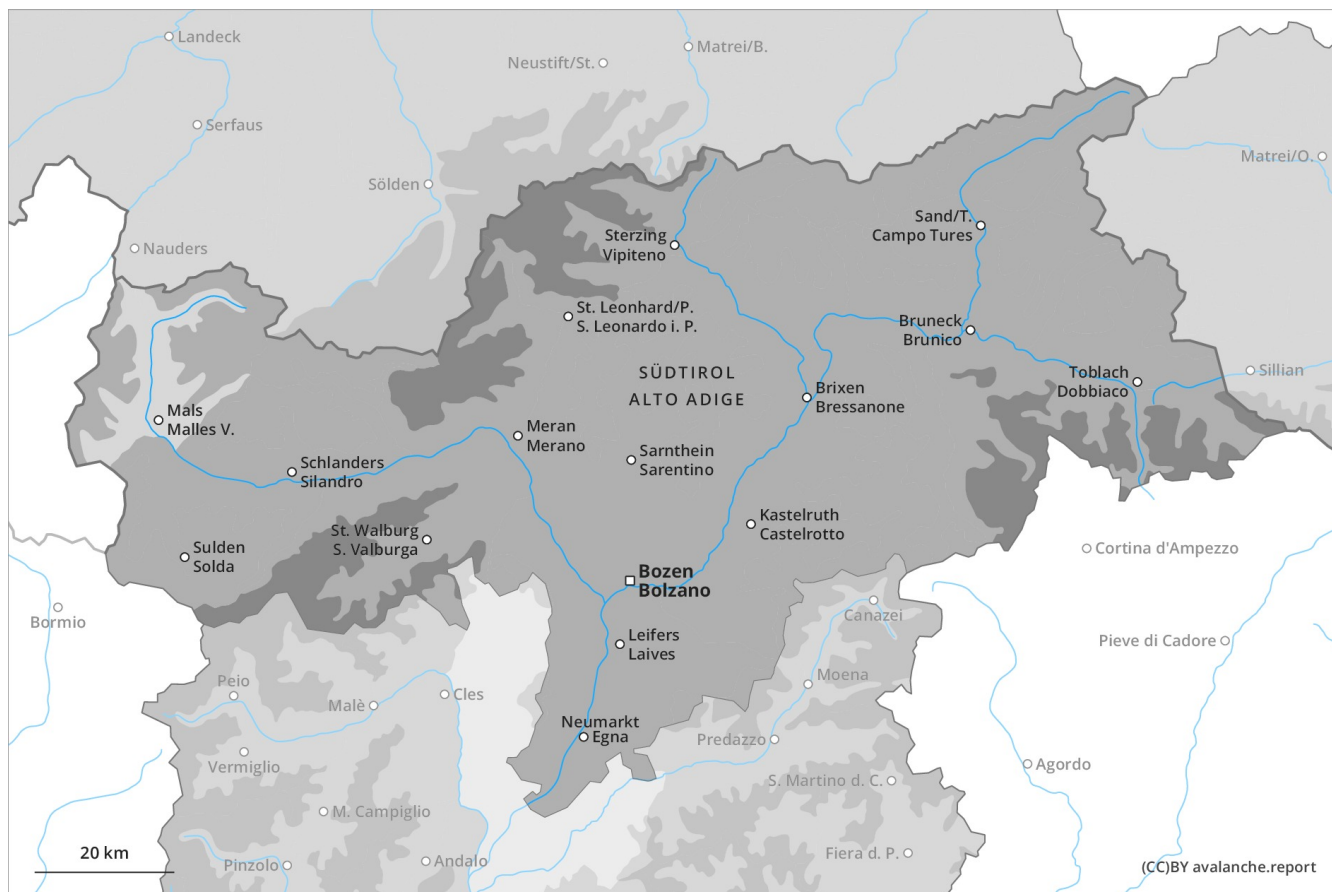 Landeck
Matrei/B.
Neustift/St.
Serfaus
Matrei/O.
Sölden
Sand/T.
Campo Tures
Sterzing
Vipiteno
Nauders
St. Leonhard/P.
S. Leonardo i. P.
Bruneck
Brunico
SÜDTIROL
ALTO ADIGE
Toblach
Dobbiaco
Sillian
Brixen
Bressanone
Mals
Malles V.
Meran
Merano
Sarnthein
Sarentino
Schlanders
Silandro
Kastelruth
Castelrotto
St. Walburg
S. Valburga
Sulden
Solda
Cortina d'Ampezzo
Bozen
Bolzano
Bormio
Canazei
Leifers
Laives
Pieve di Cadore
Peio
Moena
Malè
Cles
Neumarkt
Egna
Predazzo
Vermiglio
Agordo
S. Martino d. C.
M. Campiglio
20 km
Pinzolo
Andalo
Fiera d. P.
(CC)BY avalanche.report